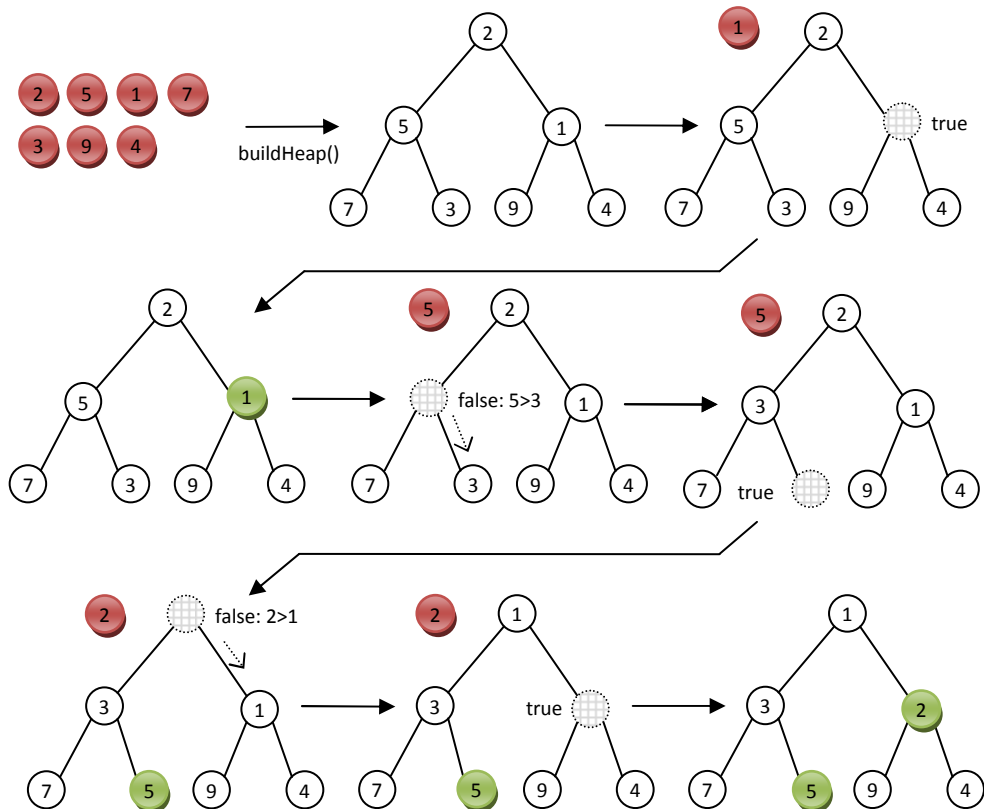 2 1 2
2 5 1 7
5 1 5 true
3 9 4
buildHeap()
7 3 9 4 7 3 9 4
2 5 2 5 2
5 1 false: 5>3 1 3 1
7 3 9 4 7 3 9 4 7 true 9 4
2 false: 2>1 2 1 1
3 1 3 true 3 2
7 5 9 4 7 5 9 4 7 5 9 4